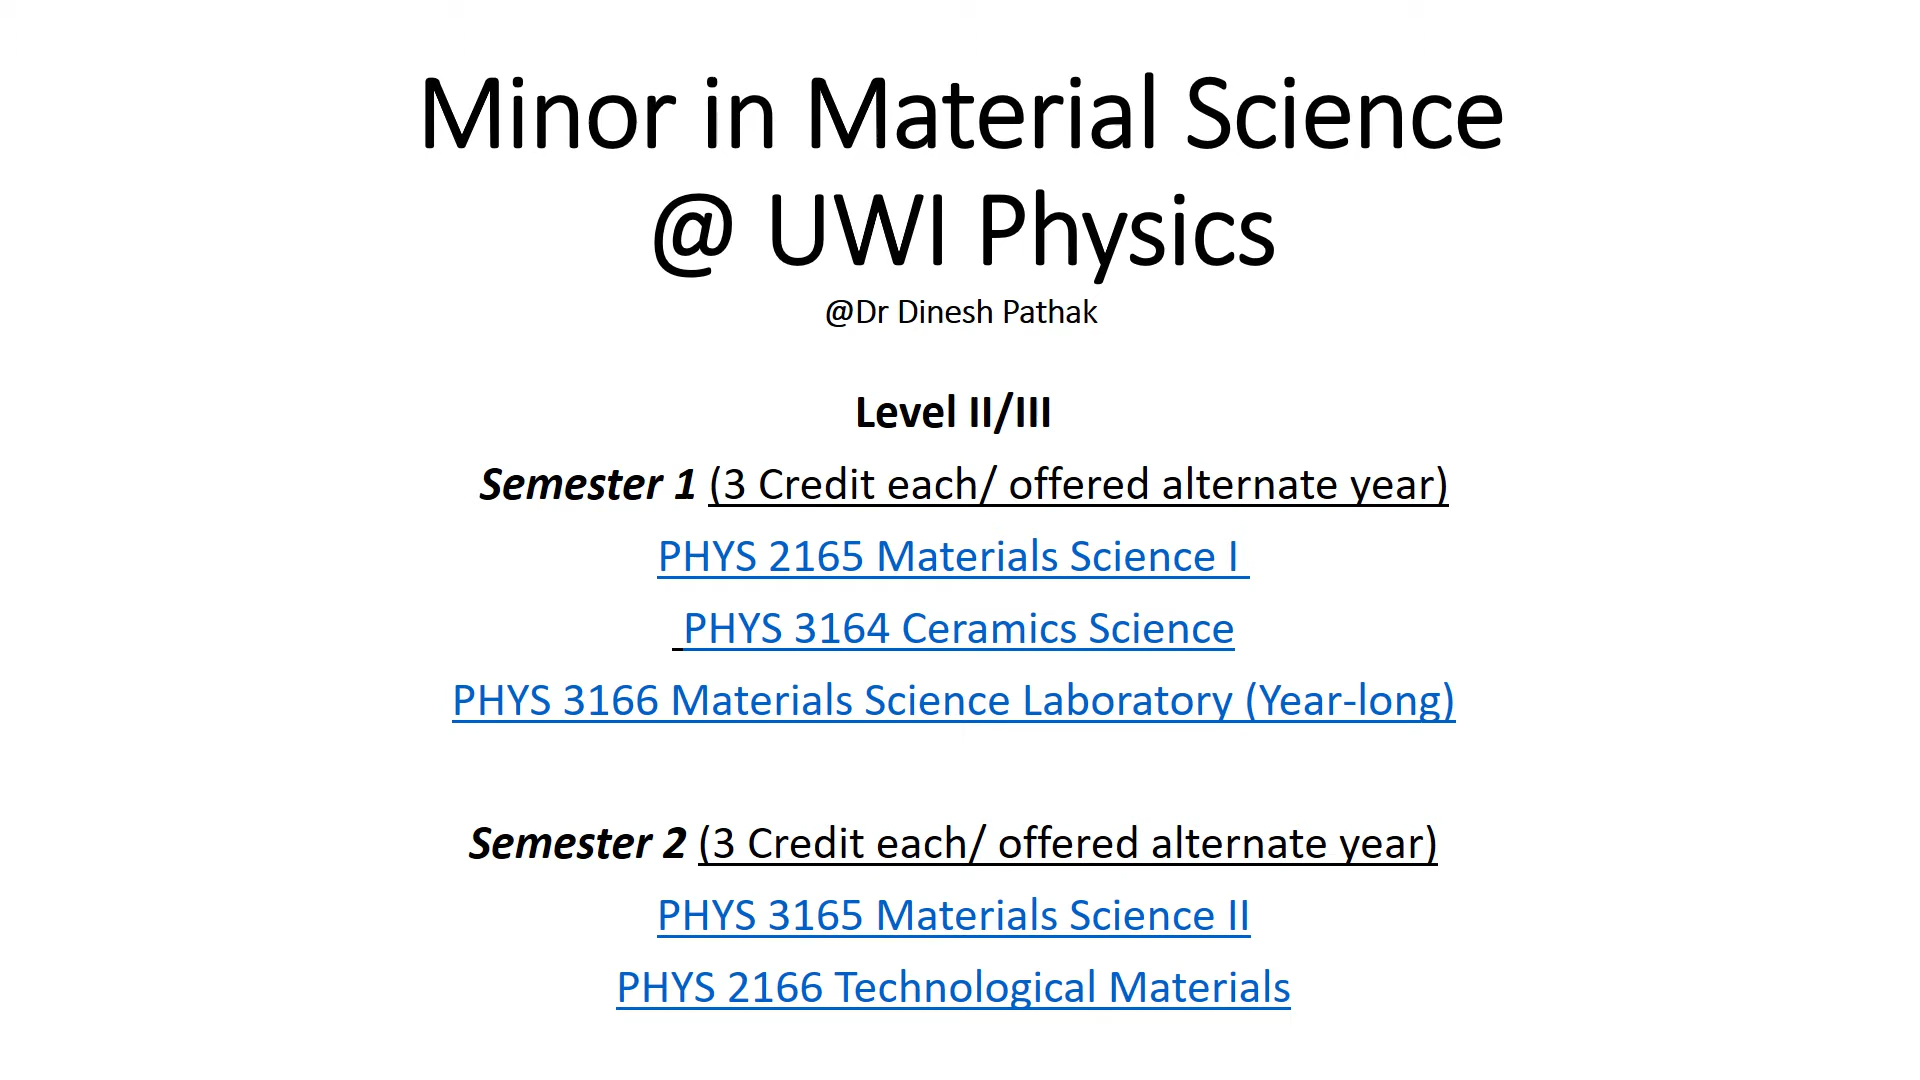 Minor in Material Science
@ UWI Physics
@Dr Dinesh Pathak
Level II/III
Semester 1 (3 Credit each/ offered alternate year)
PHYS 2165 Materials Science I
PHYS 3164 Ceramics Science
PHYS 3166 Materials Science Laboratory (Year-long)
Semester 2 (3 Credit each/ offered alternate year)
PHYS 3165 Materials Science II
PHYS 2166 Technological Materials